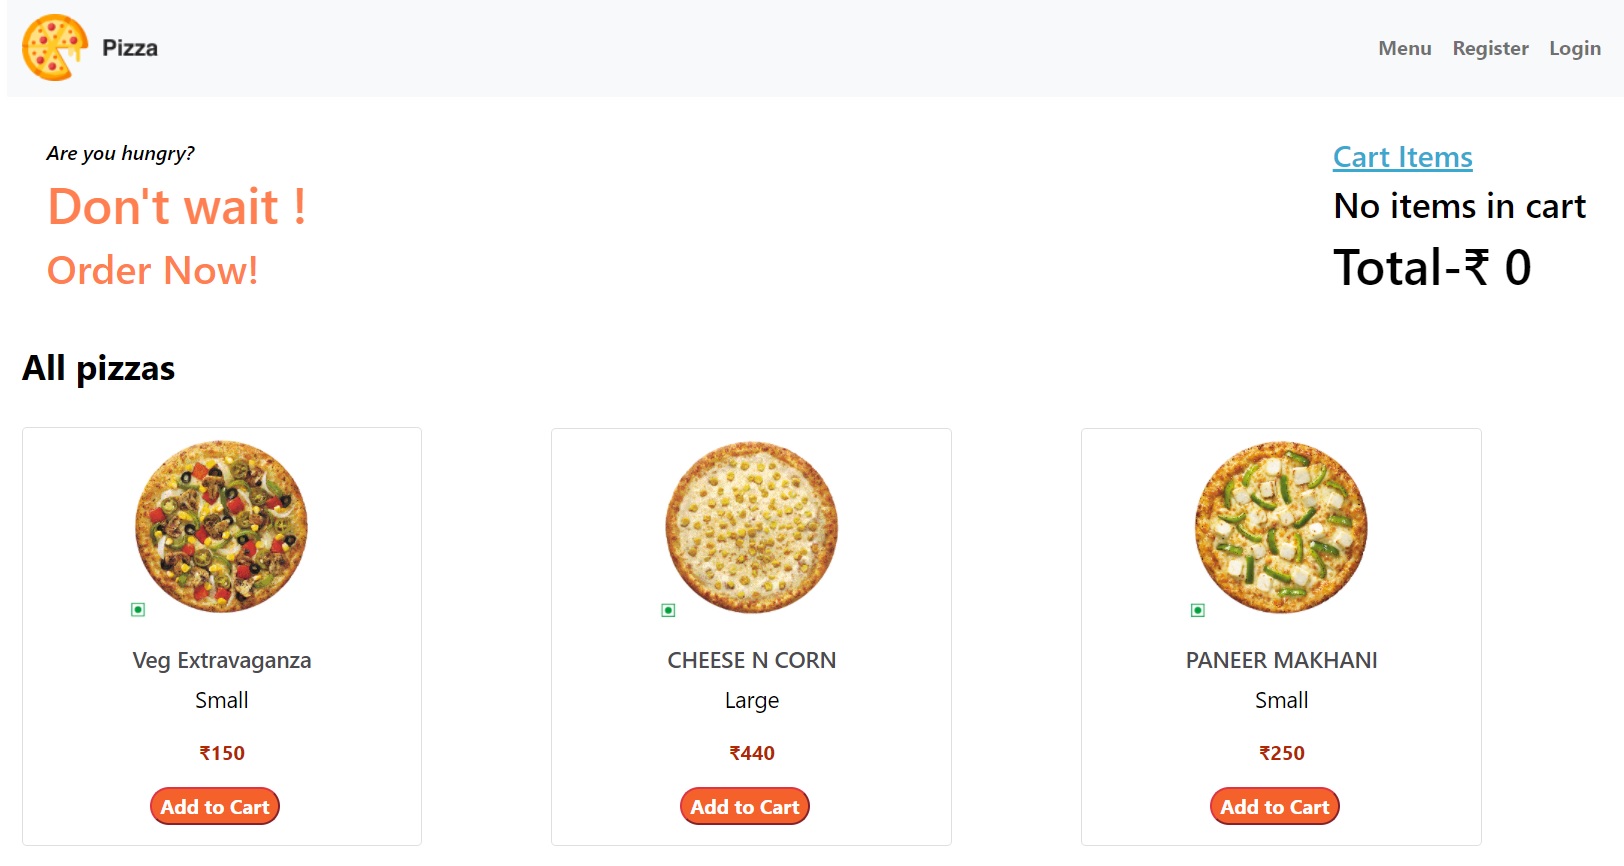 Pizza
Menu Register Login
Are you hungry?
Don't wait !
Order Now!
Cart Items
No items in cart
Total-₹ 0
All pizzas
Veg Extravaganza
Small
₹150
Add to Cart
CHEESE N CORN
Large
₹440
Add to Cart
PANEER MAKHANI
Small
₹250
Add to Cart